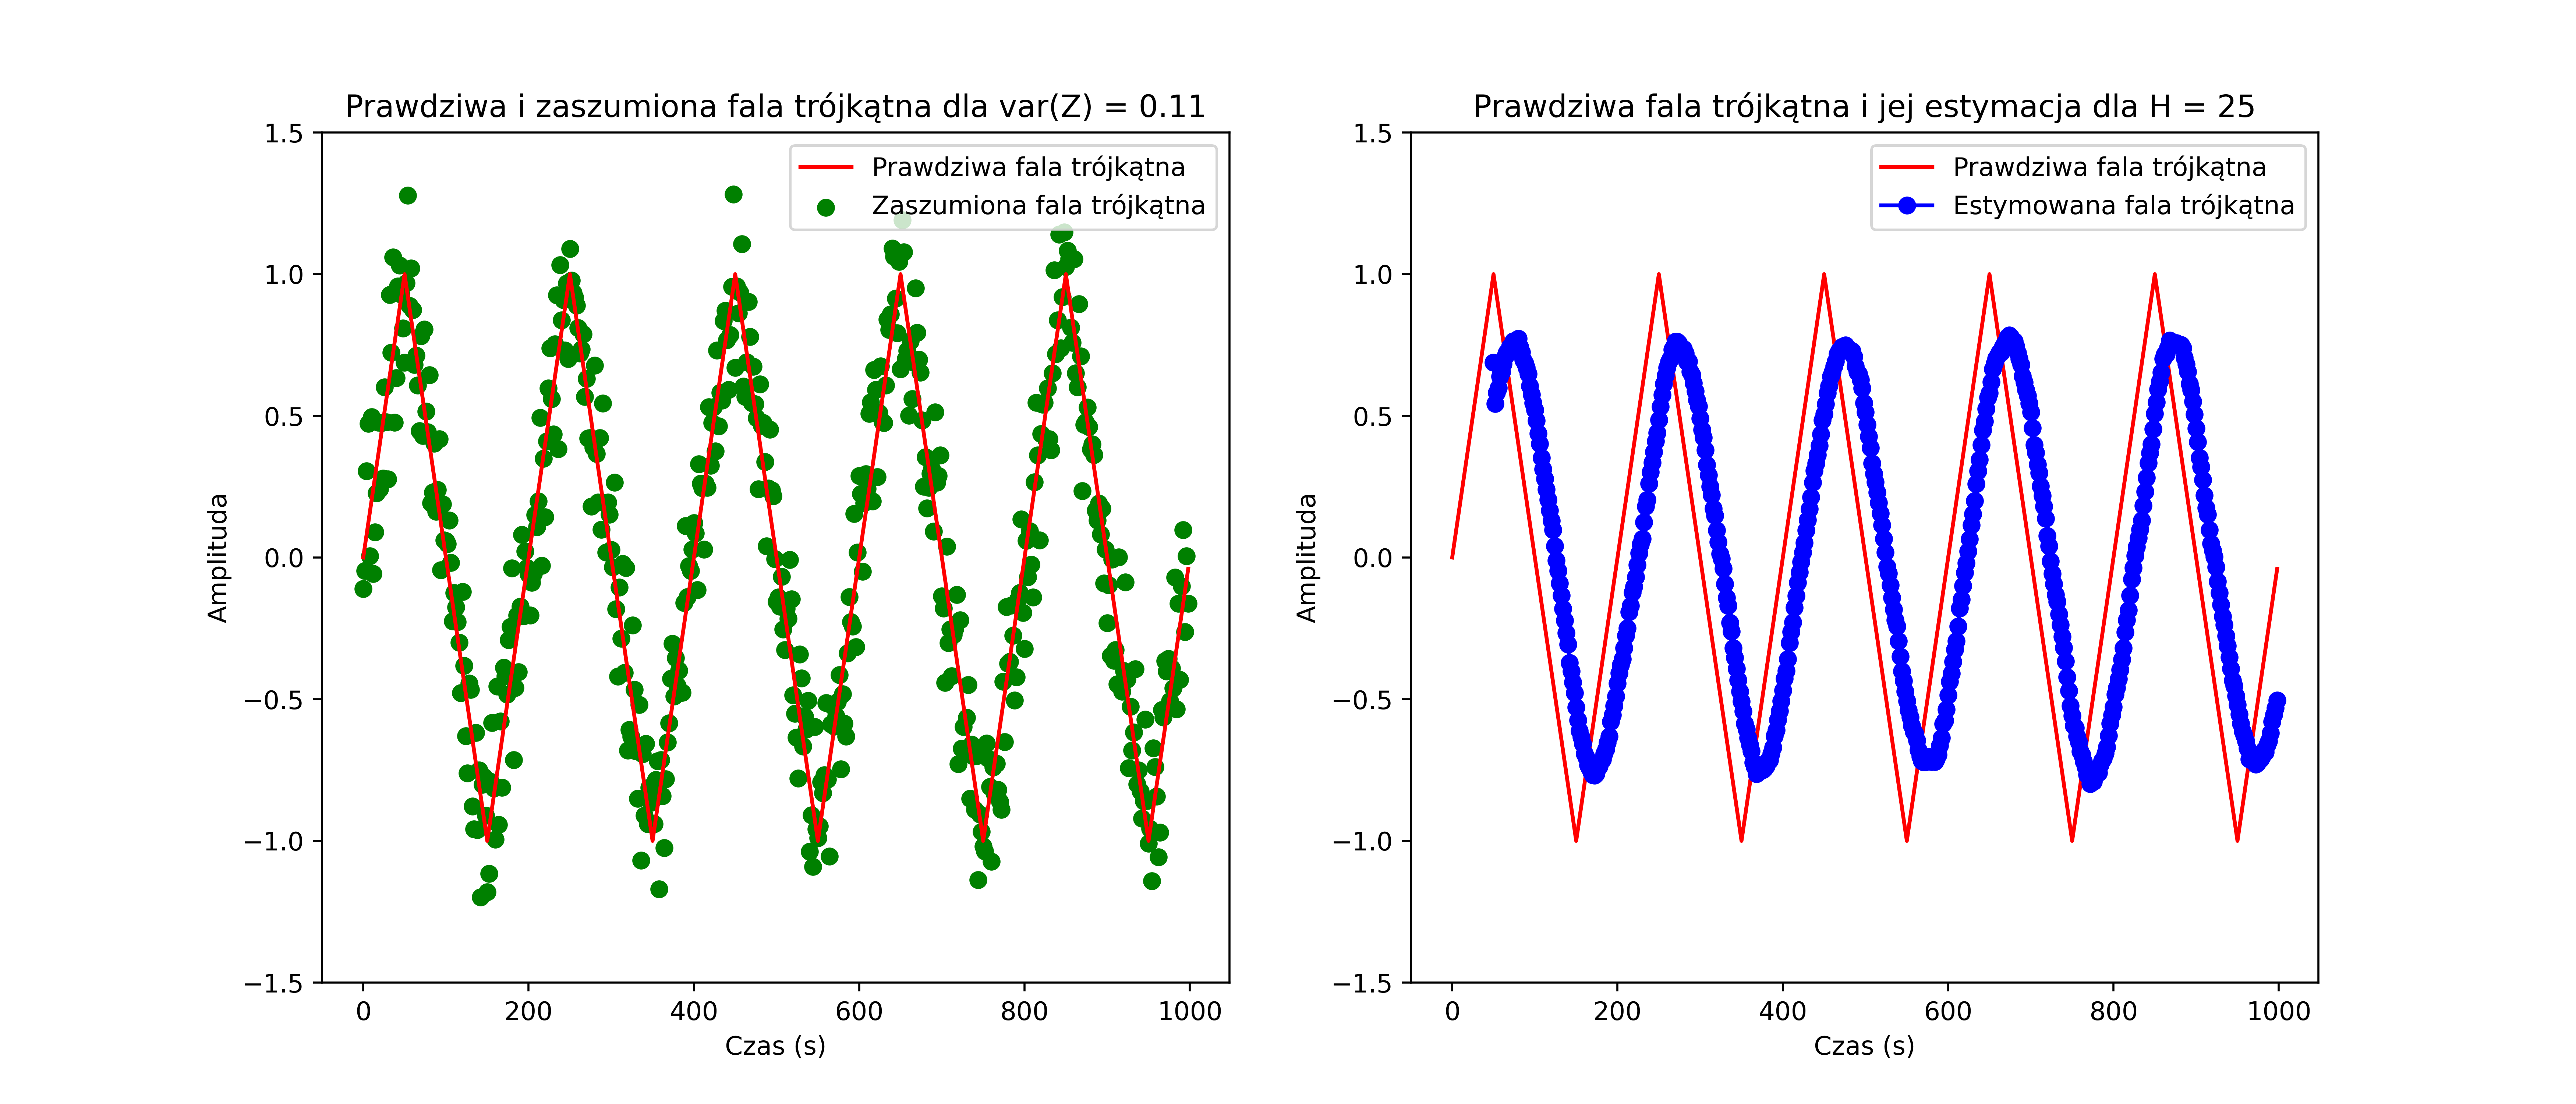 Prawdziwa i zaszumiona fala trójkątna dla var(Z) = 0.11
1.5
1.0
0.5
0.0
−0.5
−1.0
−1.5
Amplituda
Prawdziwa fala trójkątna
Zaszumiona fala trójkątna
0 200 400 600 800 1000
Czas (s)
Prawdziwa fala trójkątna i jej estymacja dla H = 25
1.5
1.0
0.5
0.0
−0.5
−1.0
−1.5
Amplituda
Prawdziwa fala trójkątna
Estymowana fala trójkątna
0 200 400 600 800 1000
Czas (s)